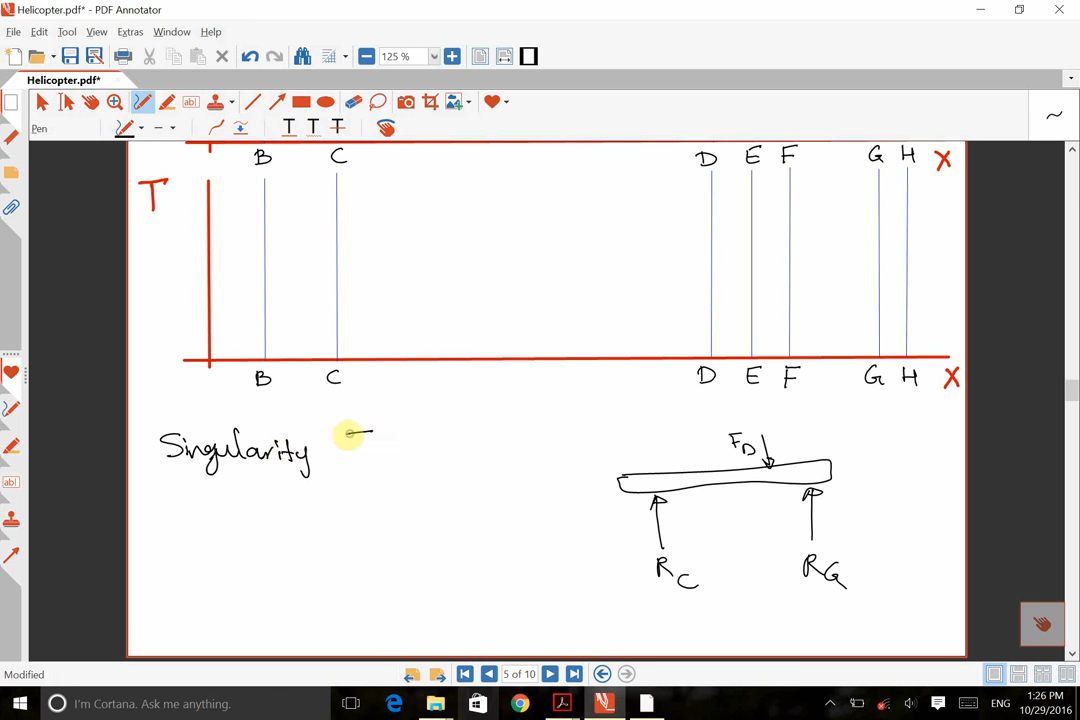 Helicopter.pdf* - PDF Annotator
File Edit Tool View Extras Window Help
125 %
Helicopter.pdf*
Pen
B C D E F G H X
T
B C D E F G H X
Singularity
FD
RC RG
5 of 10
Modified
I'm Cortana. Ask me anything.
ENG
1:26 PM
10/29/2016